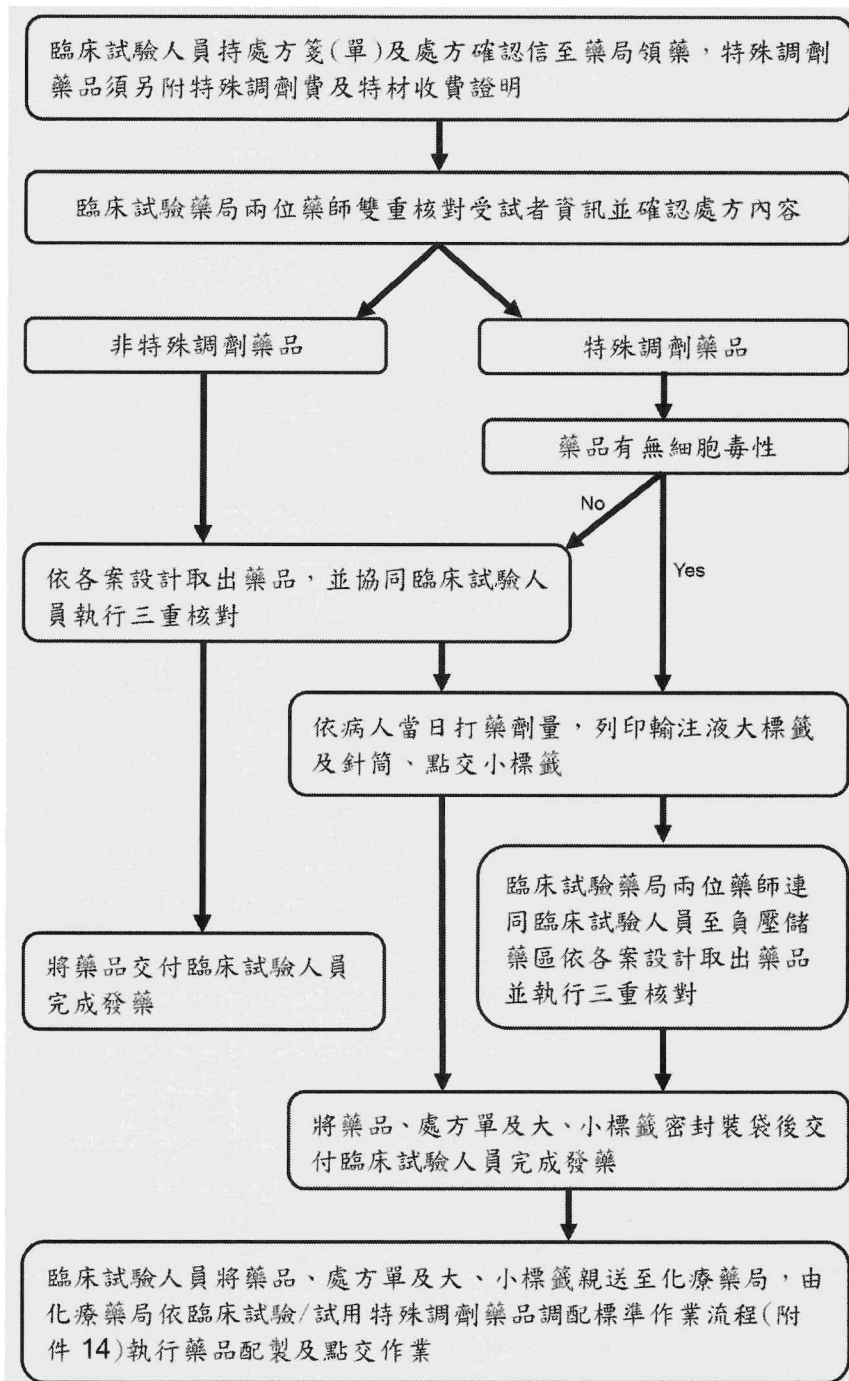 臨床試驗人員持處方箋(單)及處方確認信至藥局領藥，特殊調劑
藥品須另附特殊調劑費及特材收費證明
臨床試驗藥局兩位藥師雙重核對受試者資訊並確認處方內容
非特殊調劑藥品
特殊調劑藥品
藥品有無細胞毒性
No
Yes
依各案設計取出藥品，並協同臨床試驗人
員執行三重核對
依病人當日打藥劑量，列印輸注液大標籤
及針筒、點交小標籤
臨床試驗藥局兩位藥師連
同臨床試驗人員至負壓儲
藥區依各案設計取出藥品
並執行三重核對
將藥品交付臨床試驗人員
完成發藥
將藥品、處方單及大、小標籤密封裝袋後交
付臨床試驗人員完成發藥
臨床試驗人員將藥品、處方單及大、小標籤親送至化療藥局，由
化療藥局依臨床試驗/試用特殊調劑藥品調配標準作業流程(附
件 14)執行藥品配製及點交作業